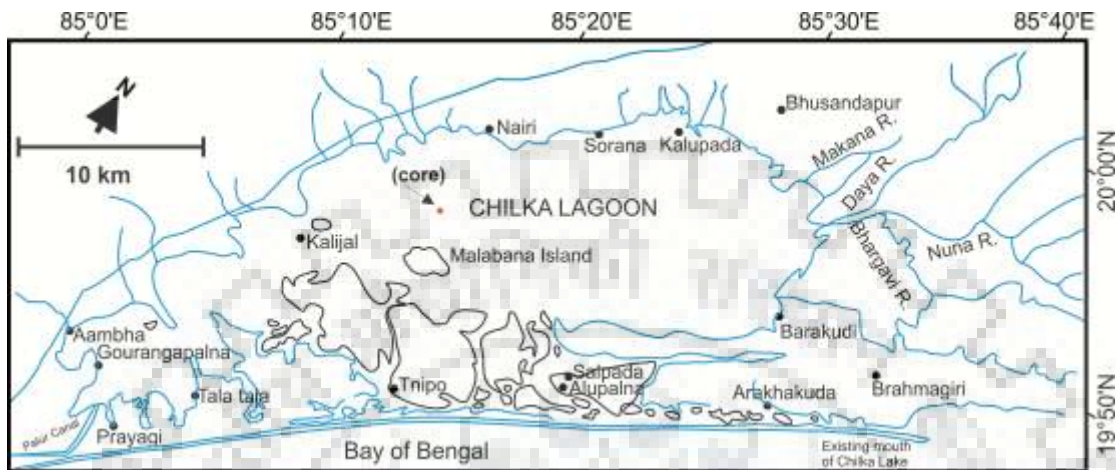 85°0'E 85°10'E 85°20'E 85°30'E 85°40'E
N
10 km
Bhusandapur
Nairi
Sorana
Kalupada
Makana R.
Daya R.
20°00'N
(core)
CHILKA LAGOON
Kalijal
Malabana Island
Bhargavi R.
Nuna R.
Aambha
Barakudi
Gourangapalna
Salpada
Tnipo
Alupalna
Arakhakuda
Brahmagiri
Tala tala
19°50'N
Prayaqi
Palur Canal
Bay of Bengal
Existing mouth
of Chilka Lake